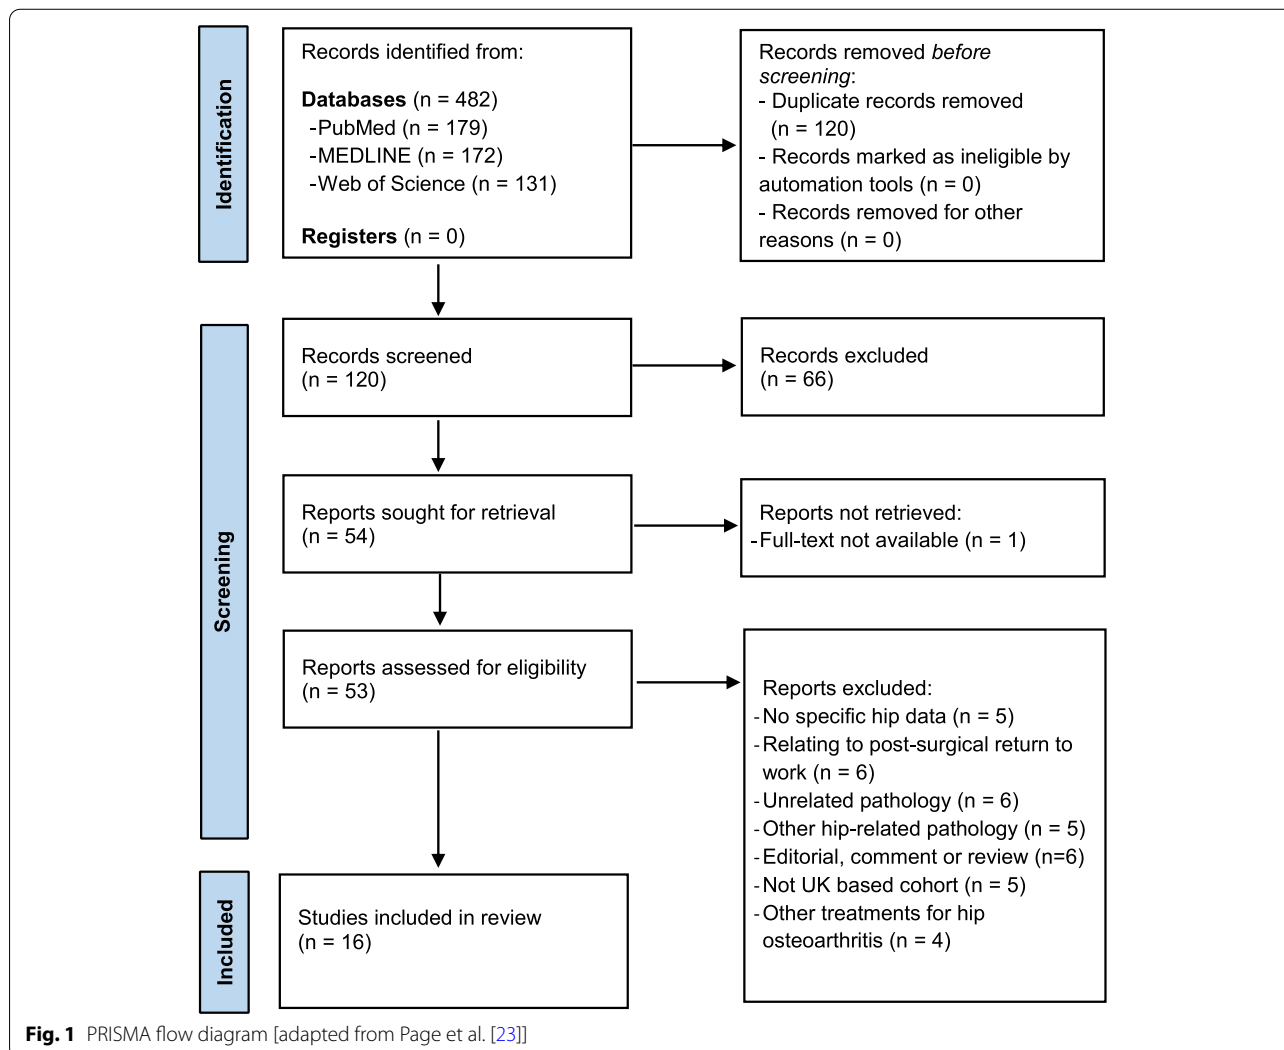 Identification
Records identified from:
Databases (n = 482)
-PubMed (n = 179)
-MEDLINE (n = 172)
-Web of Science (n = 131)
Registers (n = 0)
Records removed before
screening:
- Duplicate records removed
(n = 120)
- Records marked as ineligible by
automation tools (n = 0)
- Records removed for other
reasons (n = 0)
Screening
Records screened
(n = 120)
Records excluded
(n = 66)
Reports sought for retrieval
(n = 54)
Reports not retrieved:
-Full-text not available (n = 1)
Reports assessed for eligibility
(n = 53)
Reports excluded:
-No specific hip data (n = 5)
-Relating to post-surgical return to
work (n = 6)
-Unrelated pathology (n = 6)
-Other hip-related pathology (n = 5)
-Editorial, comment or review (n=6)
-Not UK based cohort (n = 5)
-Other treatments for hip
osteoarthritis (n = 4)
Included
Studies included in review
(n = 16)
Fig. 1 PRISMA flow diagram [adapted from Page et al. [23]]